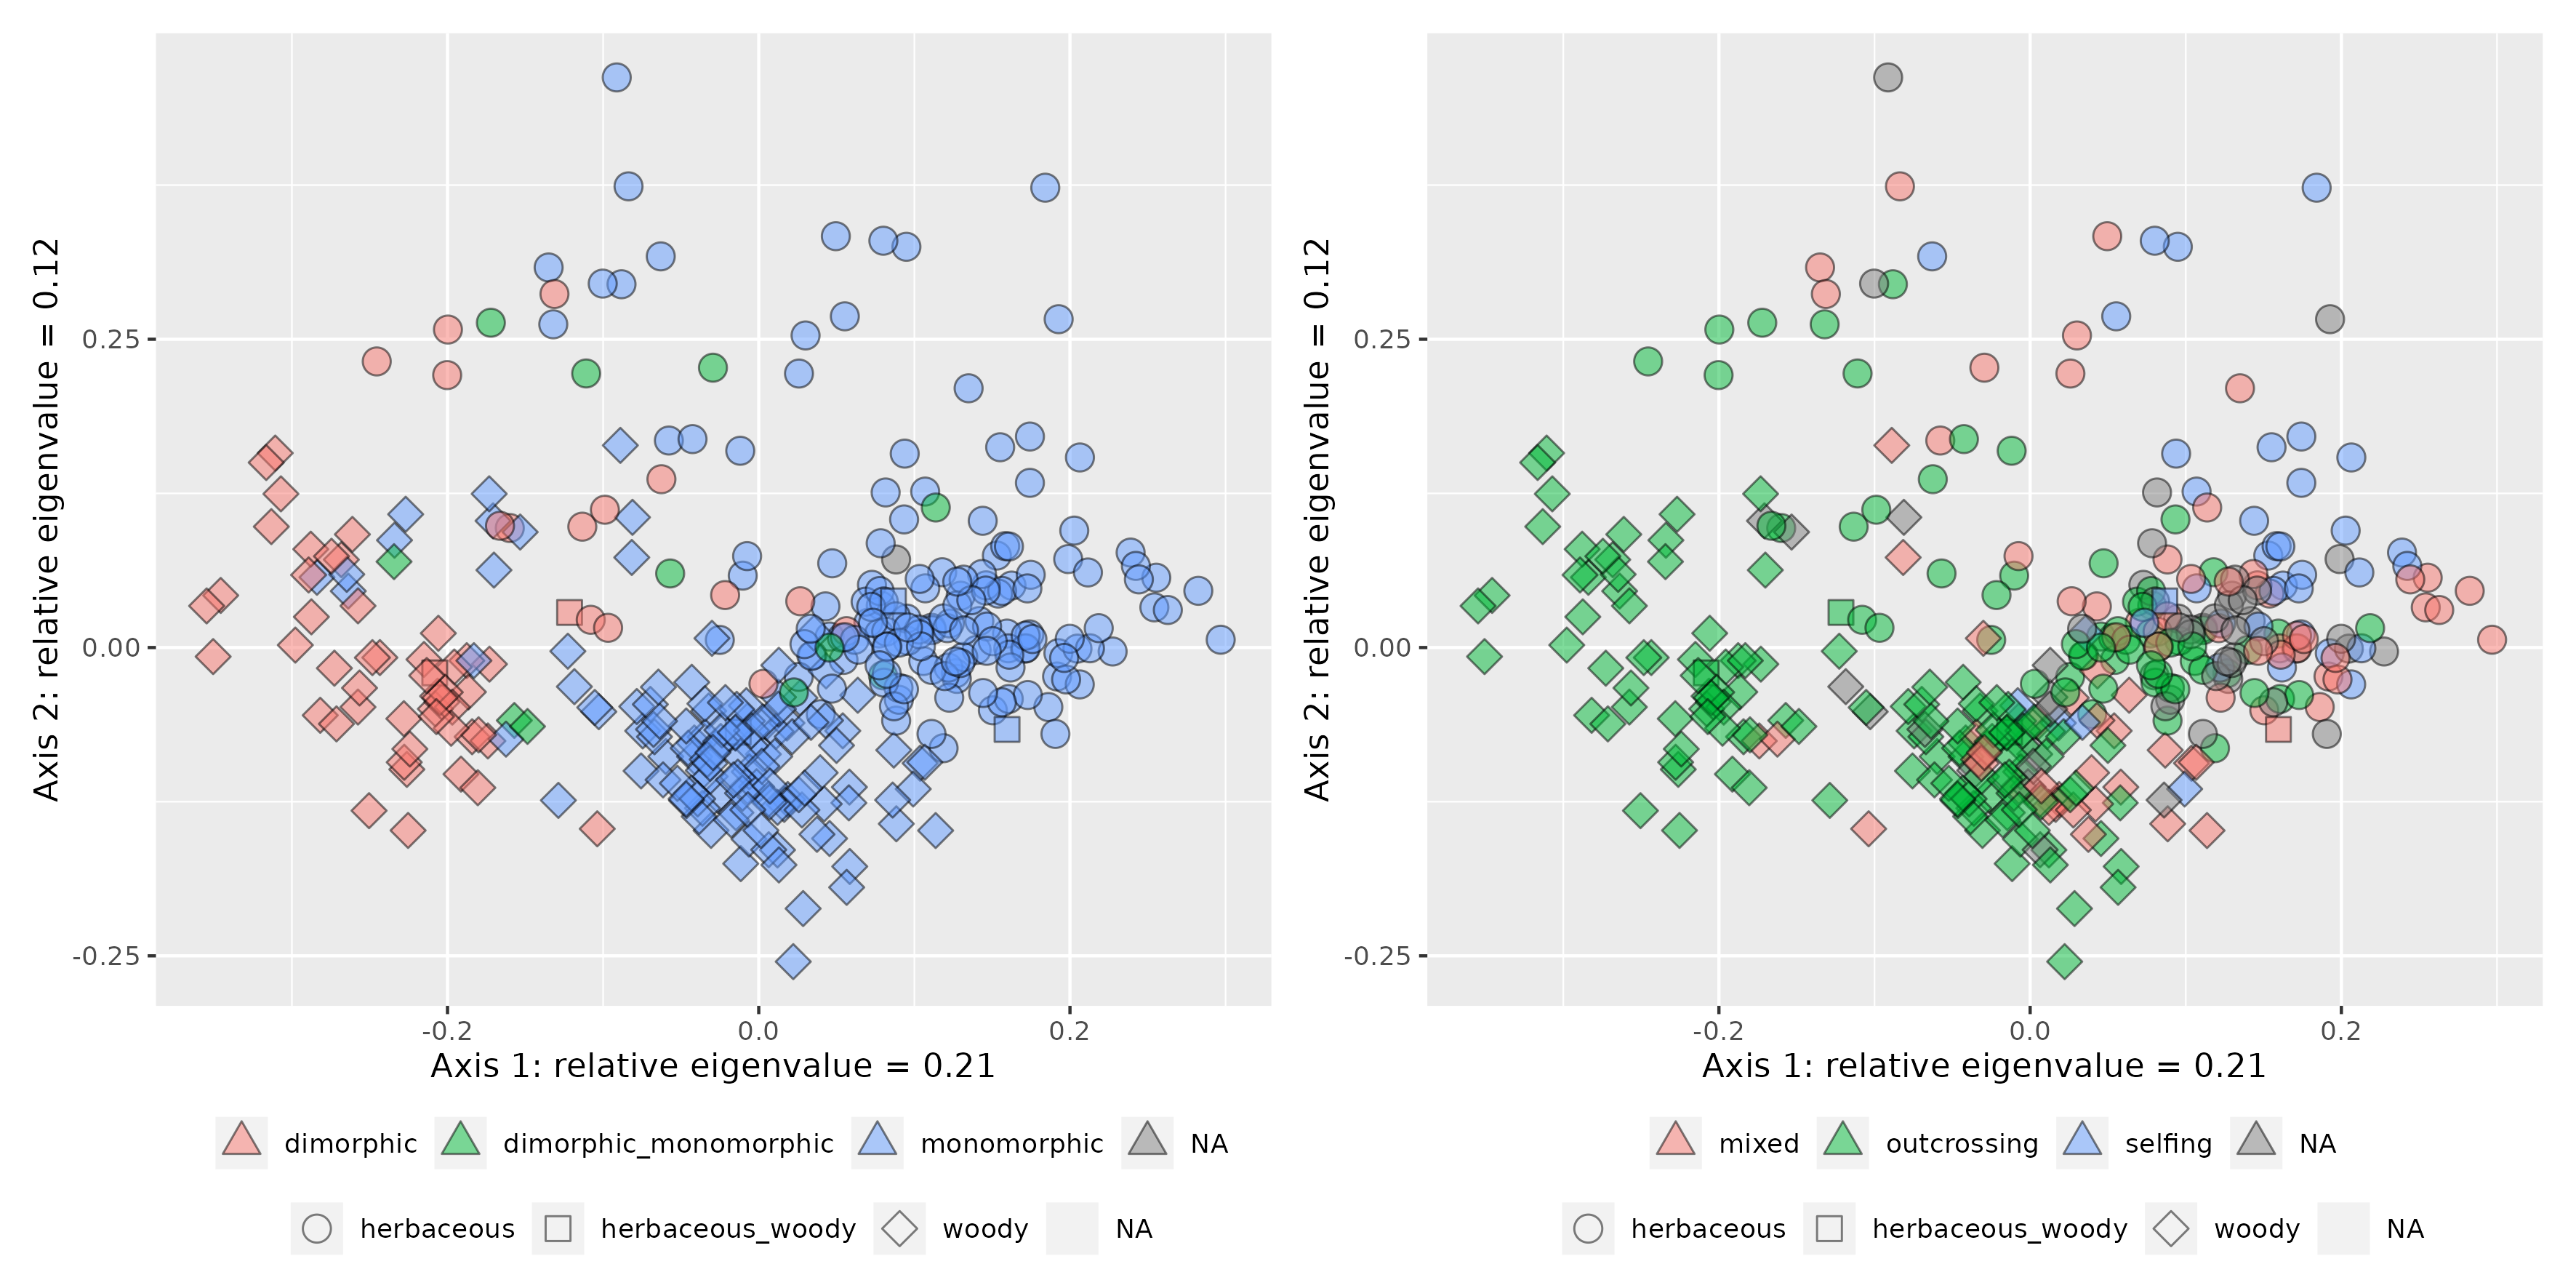 Axis 2: relative eigenvalue = 0.12
0.25
0.00
-0.25
-0.2 0.0 0.2
Axis 1: relative eigenvalue = 0.21
dimorphic dimorphic_monomorphic monomorphic NA
herbaceous herbaceous_woody woody NA
Axis 2: relative eigenvalue = 0.12
0.25
0.00
-0.25
-0.2 0.0 0.2
Axis 1: relative eigenvalue = 0.21
mixed outcrossing selfing NA
herbaceous herbaceous_woody woody NA